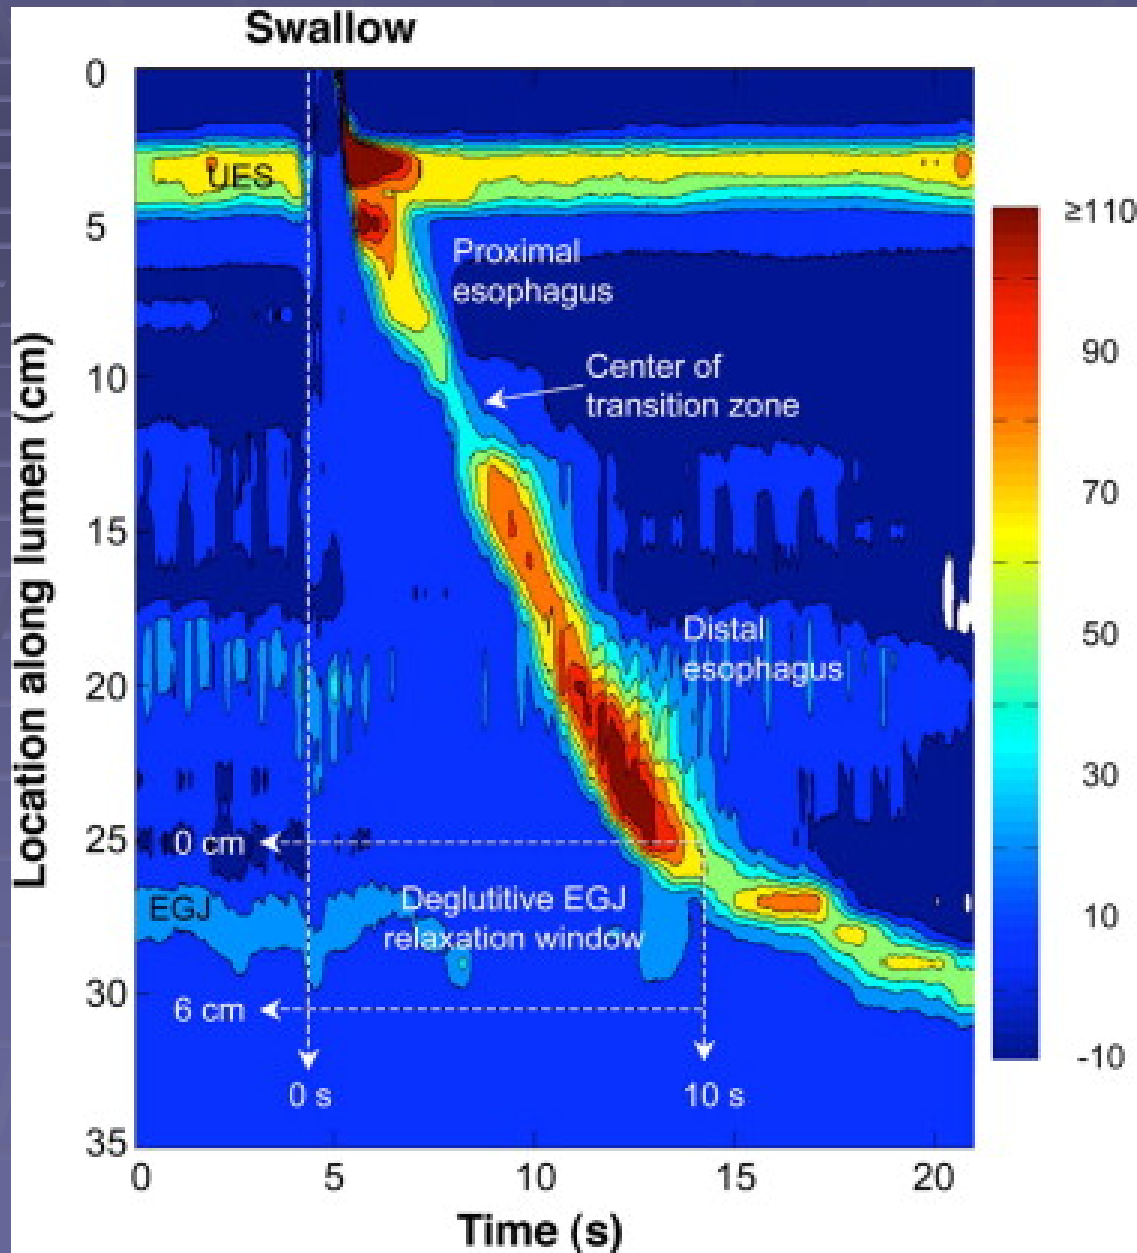 Swallow
0
UES
5
≥110
Proximal
esophagus
90
10
Center of
transition zone
70
15
50
Distal
esophagus
20
30
25
0 cm
EGJ
Deglutitive EGJ
relaxation window
10
30
6 cm
-10
0 s
10 s
35
0
5
10
15
20
Time (s)
Location along lumen (cm)